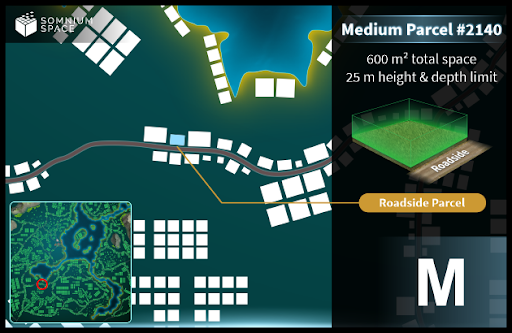 SOMNIUM
SPACE
Medium Parcel #2140
600 m² total space
25 m height & depth limit
Roadside
Roadside Parcel
M